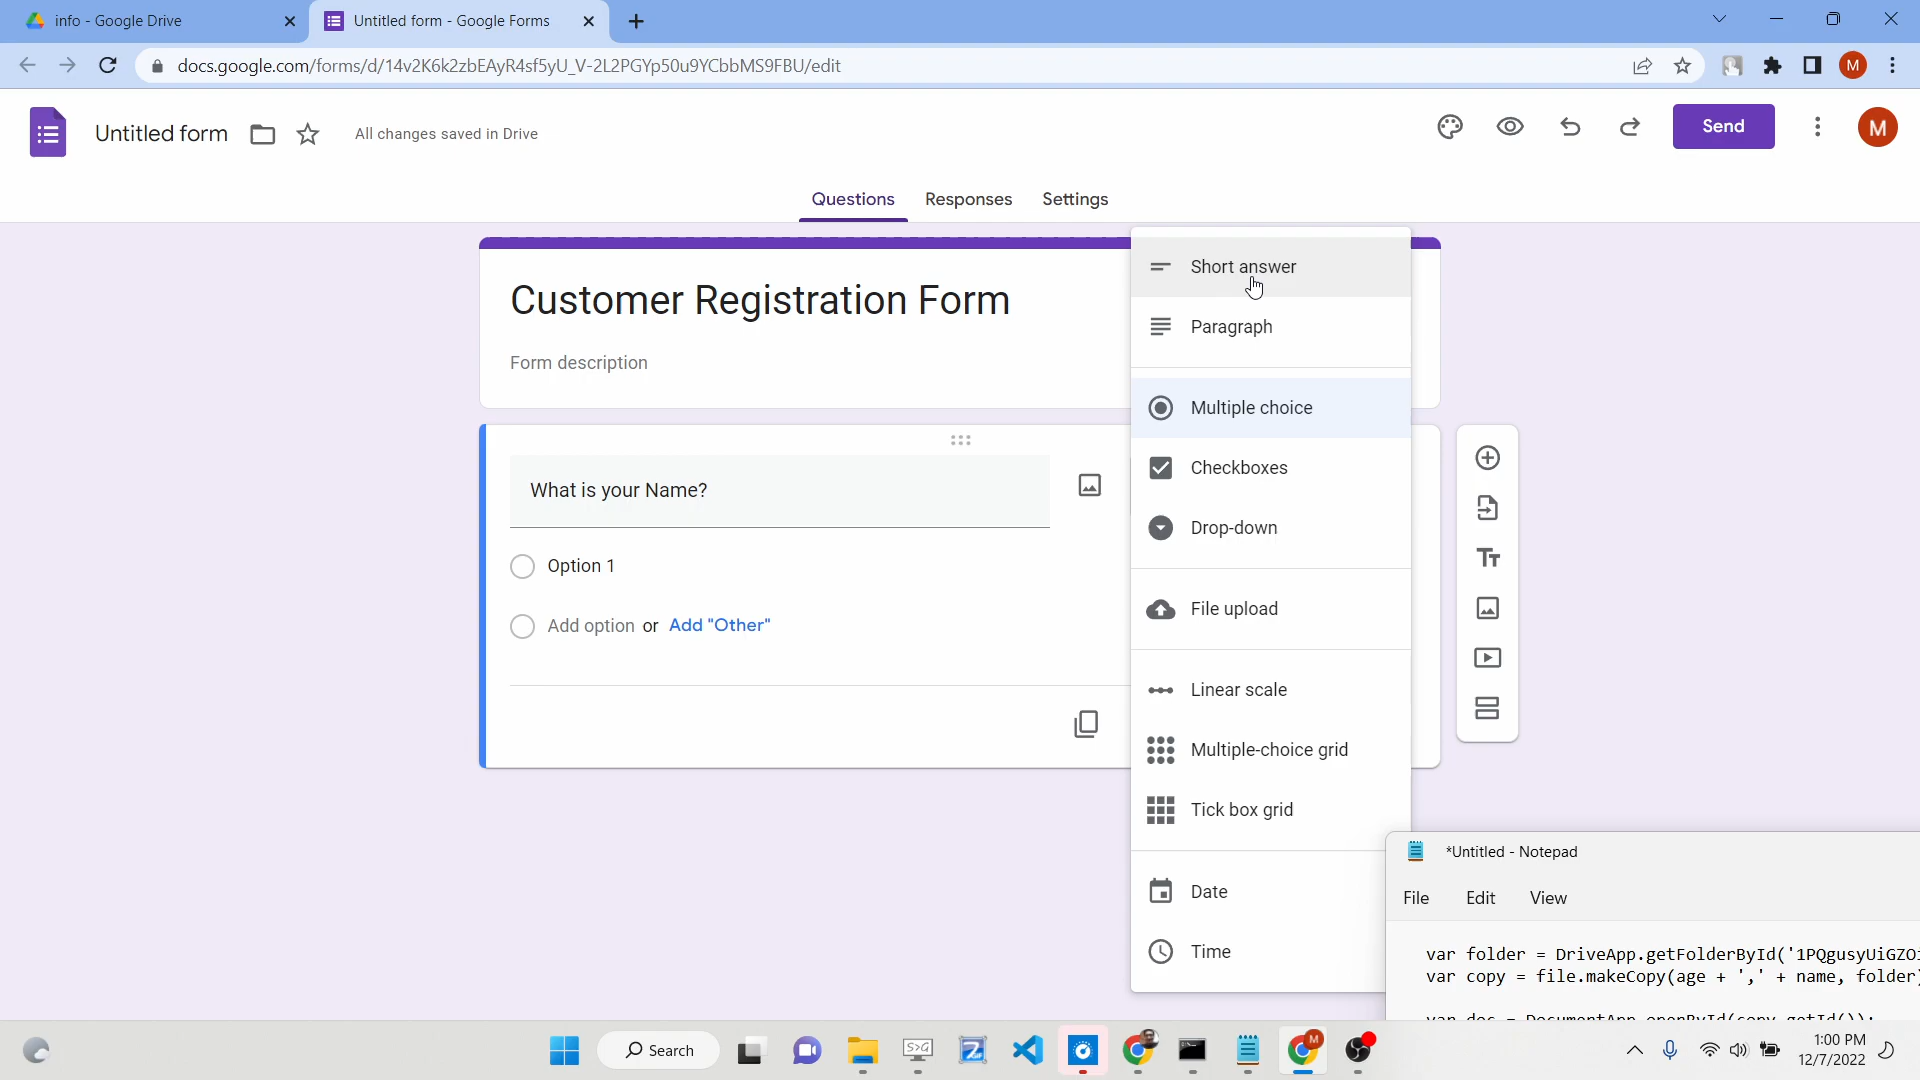 info - Google Drive
Untitled form - Google Forms
docs.google.com/forms/d/14v2K6k2zbEAyR4sf5yU_V-2L2PGYp50u9YCbbMS9FBU/edit
M
Untitled form
All changes saved in Drive
Send
M
Questions
Responses
Settings
Customer Registration Form
Form description
What is your Name?
Option 1
Add option or Add "Other"
Short answer
Paragraph
Multiple choice
Checkboxes
Drop-down
File upload
Linear scale
Multiple-choice grid
Tick box grid
Date
Time
*Untitled - Notepad
File
Edit
View
var folder = DriveApp.getFolderById('1PQgusyUiGZO
var copy = file.makeCopy(age + ',' + name, folder
var doc = DocumentApp.openById(copy.getId());
Search
1:00 PM
12/7/2022